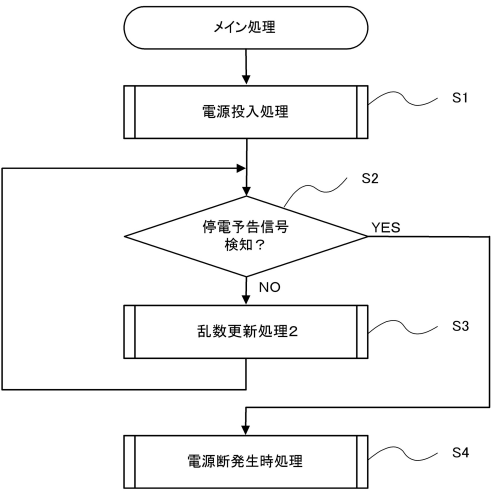 メイン処理
電源投入処理
S1
S2
停電予告信号
検知？
YES
NO
乱数更新処理２
S3
電源断発生時処理
S4